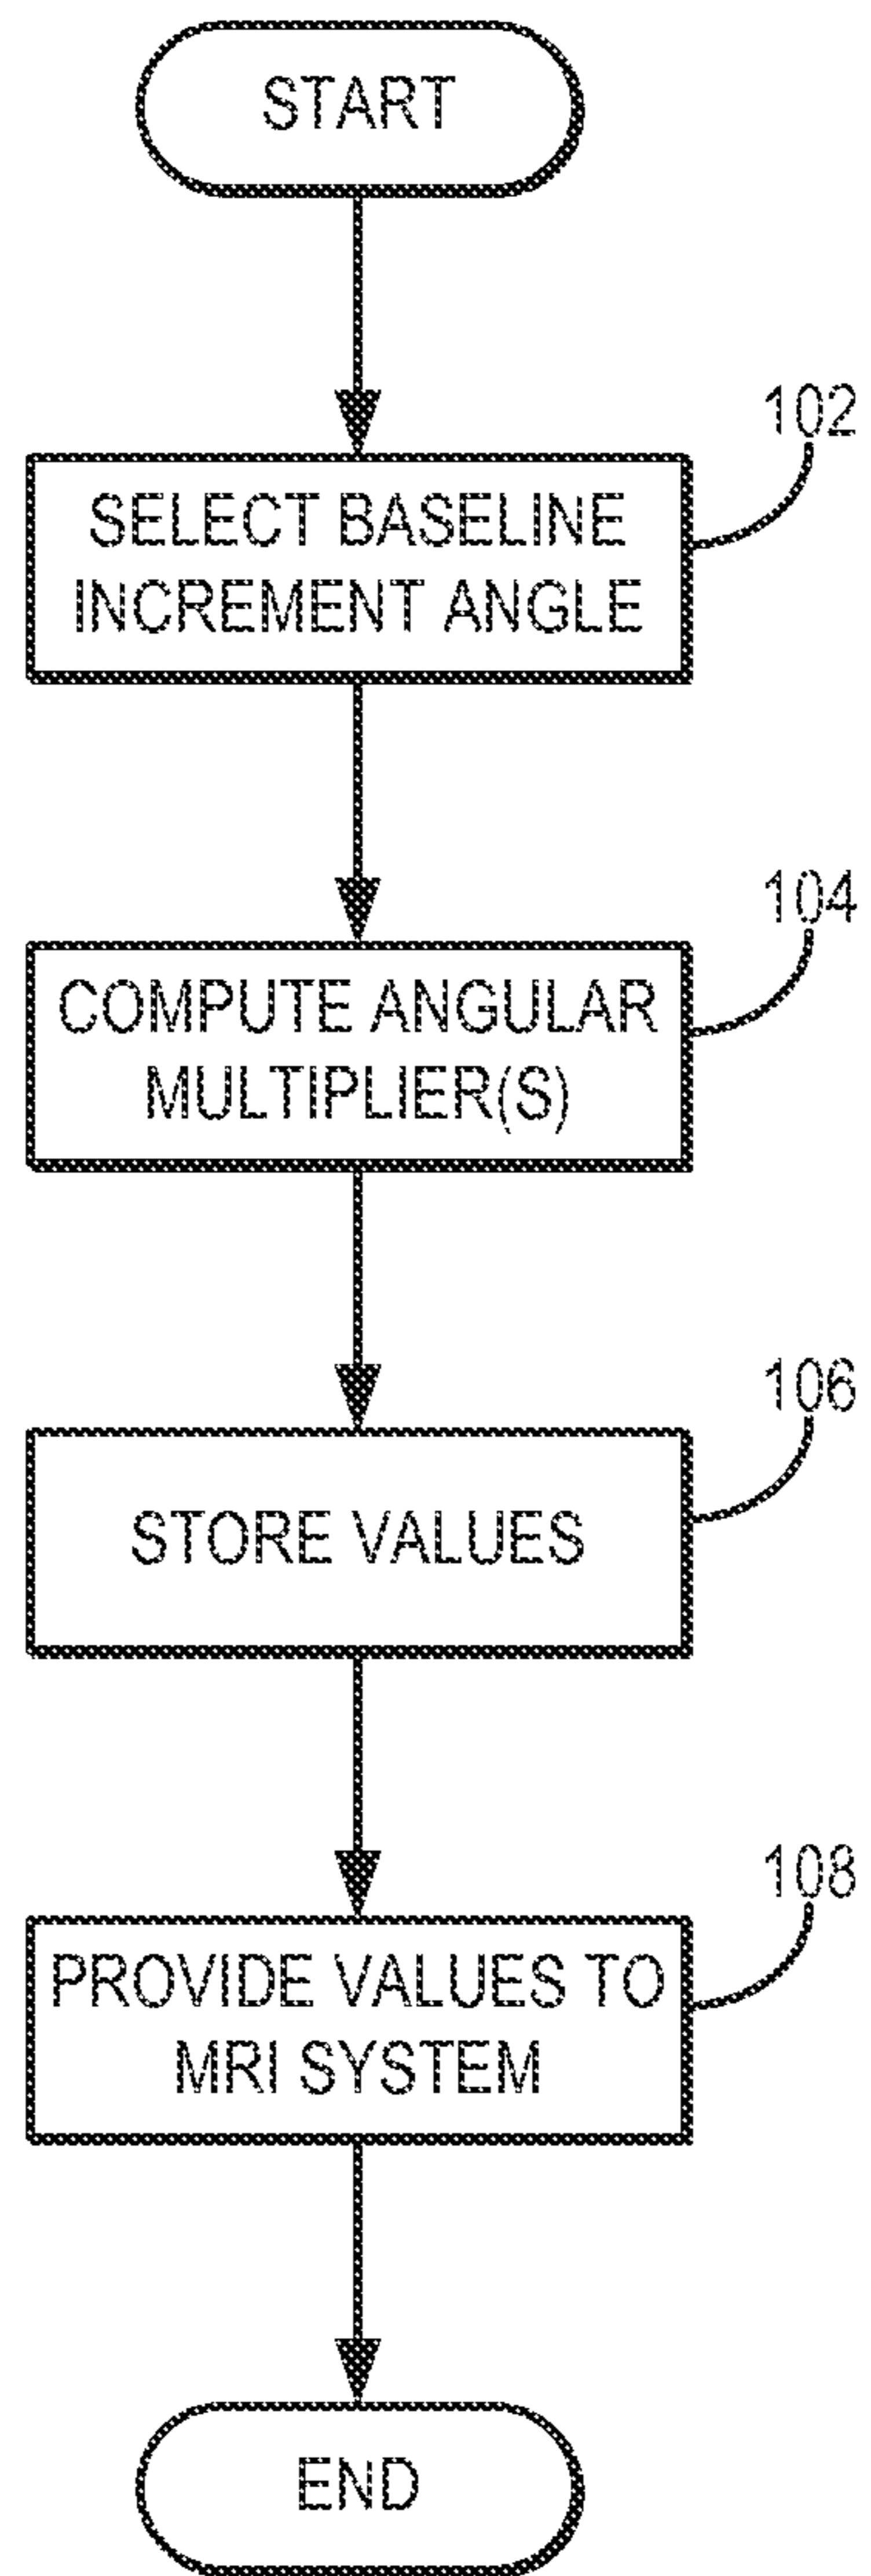 START
102
SELECT BASELINE
INCREMENT ANGLE
104
COMPUTE ANGULAR
MULTIPLIER(S)
106
STORE VALUES
108
PROVIDE VALUES TO
MRI SYSTEM
END